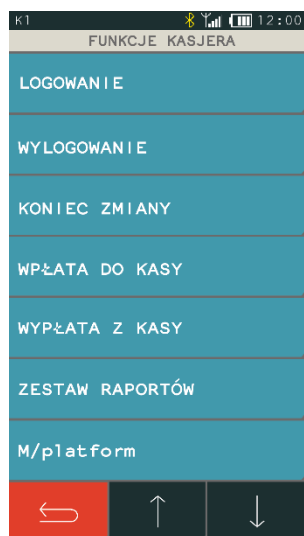 K1 12:00
FUNKCJE KASJERA
LOGOWANIE
WYLOGOWANIE
KONIEC ZMIANY
WPŁATA DO KASY
WYPŁATA Z KASY
ZESTAW RAPORTÓW
M/platform